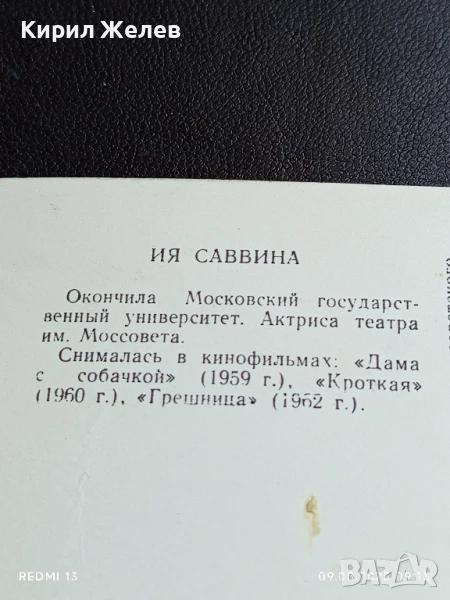 Кирил Желев
ИЯ САВВИНА
Окончила Московский государст-
венный университет. Актриса театра
им. Моссовета.
Снималась в кинофильмах: «Дама
с собачкой» (1959 г.), «Кроткая»
(1960 г.), «Грешница» (1962 г.).
REDMI 13
BAZAR